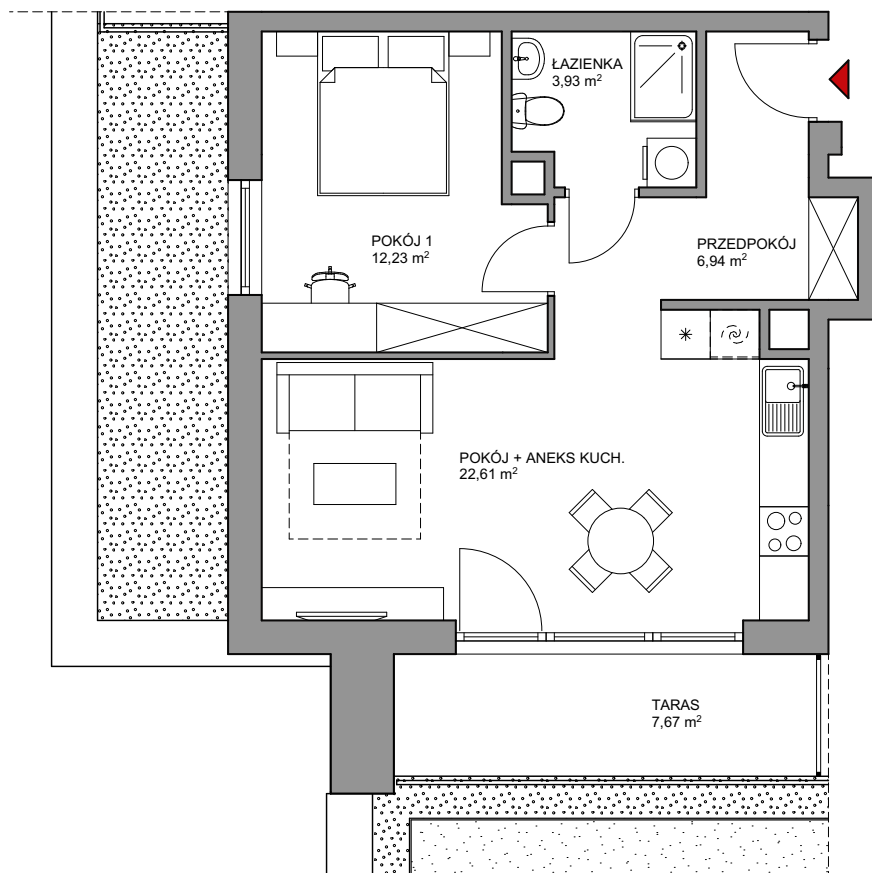 ŁAZIENKA
3,93 m²
POKÓJ 1
12,23 m²
PRZEDPOKÓJ
6,94 m²
POKÓJ + ANEKS KUCH.
22,61 m²
TARAS
7,67 m²